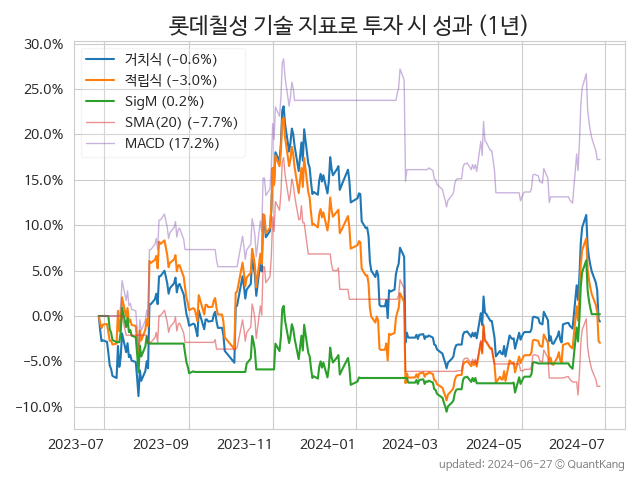 롯데칠성 기술 지표로 투자 시 성과 (1년)
30.0%
25.0%
20.0%
15.0%
10.0%
5.0%
0.0%
−5.0%
−10.0%
거치식 (−0.6%)
적립식 (−3.0%)
SigM (0.2%)
SMA(20) (−7.7%)
MACD (17.2%)
2023-07 2023-09 2023-11 2024-01 2024-03 2024-05 2024-07
updated: 2024-06-27 © QuantKang